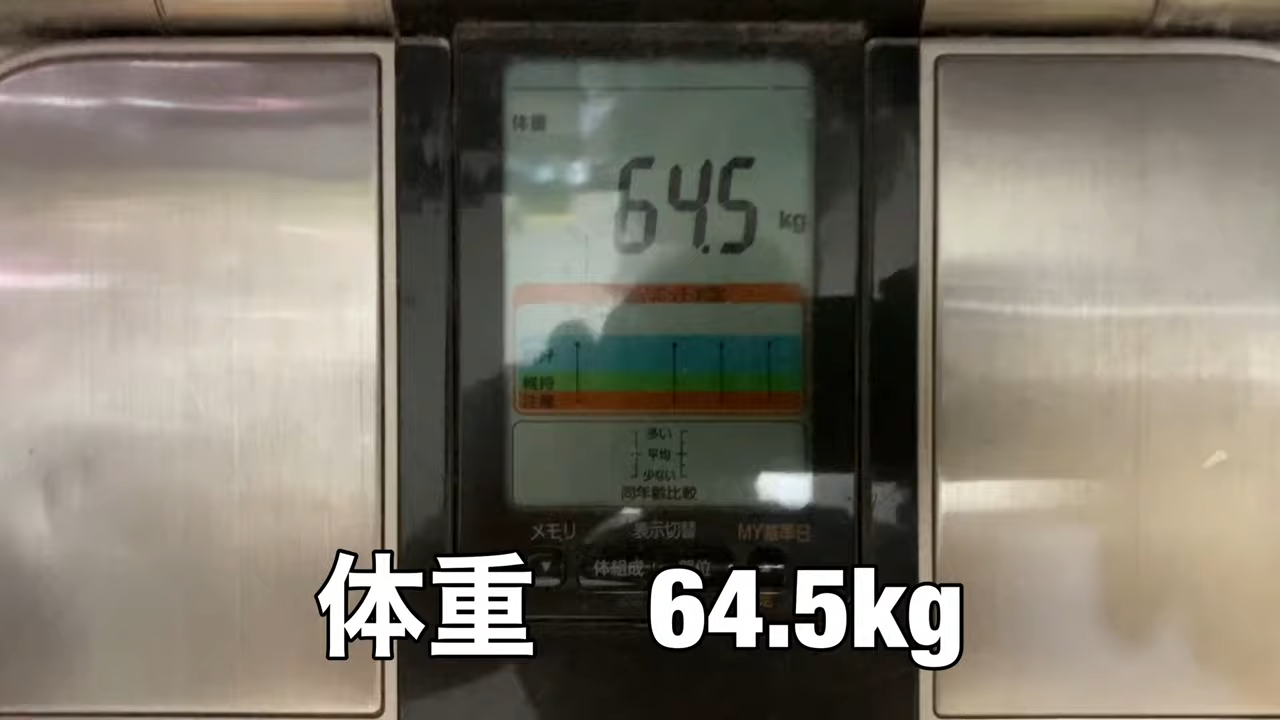 体重
64.5 kg
維持
注意
多い
平均
少ない
同年齢比較
メモリ 表示切替 MY基準日
体組成
体重 64.5kg